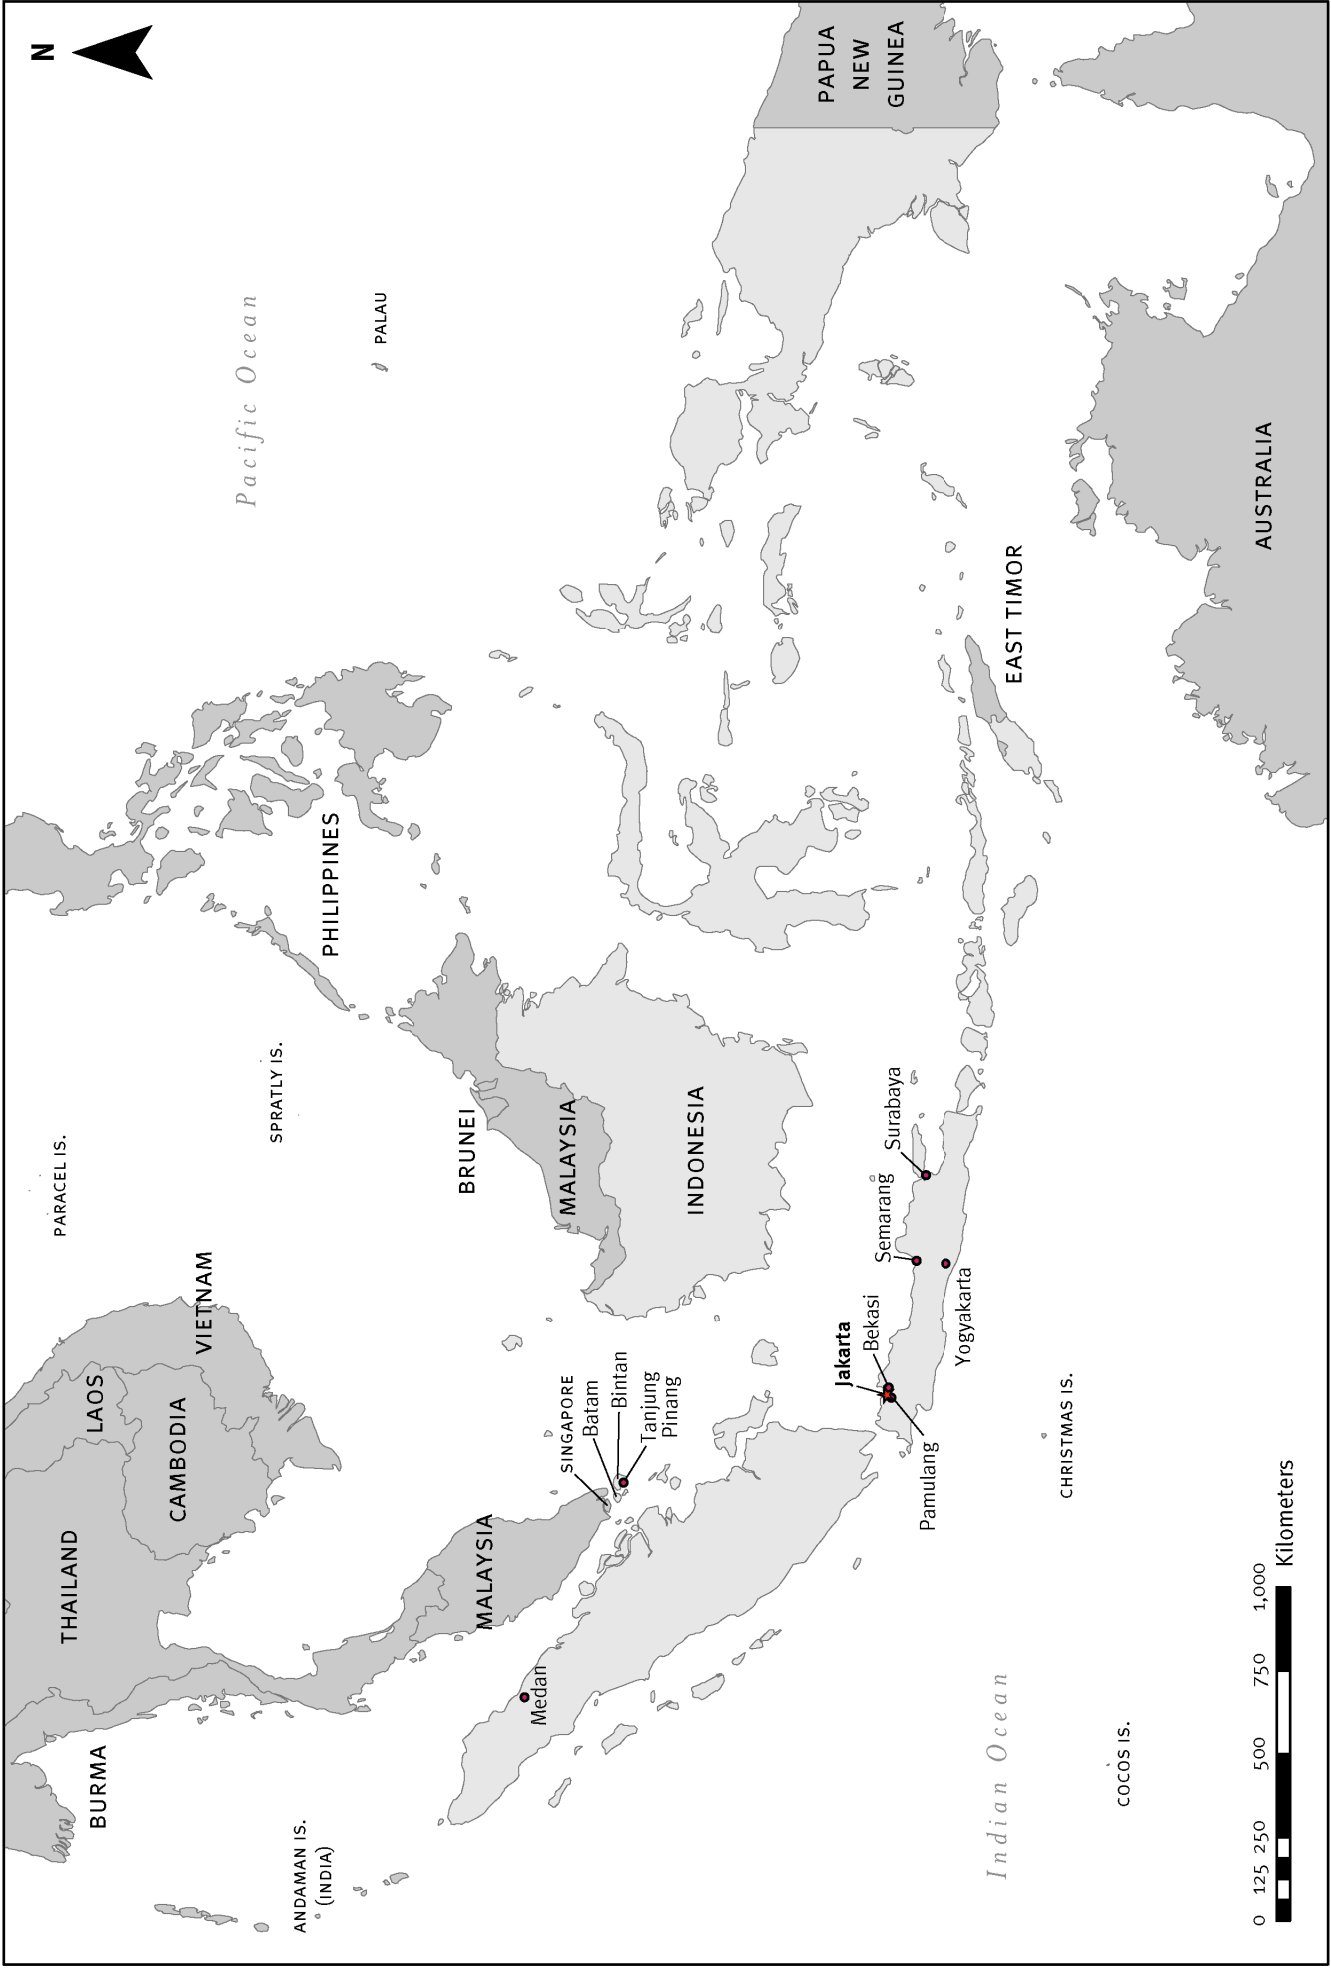 N
BURMA
THAILAND
LAOS
VIETNAM
CAMBODIA
PARACEL IS.
SPRATLY IS.
PHILIPPINES
Pacific Ocean
PALAU
ANDAMAN IS.
(INDIA)
MALAYSIA
BRUNEI
MALAYSIA
SINGAPORE
Batam
Bintan
Tanjung
Pinang
Medan
INDONESIA
PAPUA
NEW
GUINEA
Jakarta
Bekasi
Semarang
Surabaya
Pamulang
Yogyakarta
EAST TIMOR
Indian Ocean
CHRISTMAS IS.
COCOS IS.
AUSTRALIA
0 125 250 500 750 1,000
Kilometers